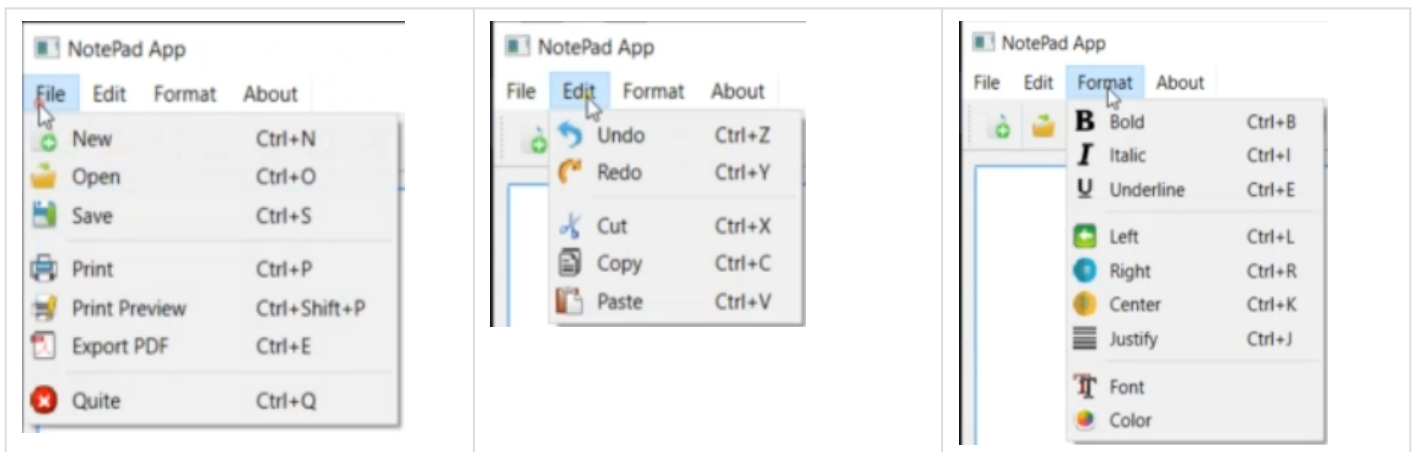 NotePad App
File Edit Format About
New Ctrl+N
Open Ctrl+O
Save Ctrl+S
Print Ctrl+P
Print Preview Ctrl+Shift+P
Export PDF Ctrl+E
Quite Ctrl+Q
NotePad App
File Edit Format About
Undo Ctrl+Z
Redo Ctrl+Y
Cut Ctrl+X
Copy Ctrl+C
Paste Ctrl+V
NotePad App
File Edit Format About
B Bold Ctrl+B
I Italic Ctrl+I
U Underline Ctrl+E
Left Ctrl+L
Right Ctrl+R
Center Ctrl+K
Justify Ctrl+J
Font
Color